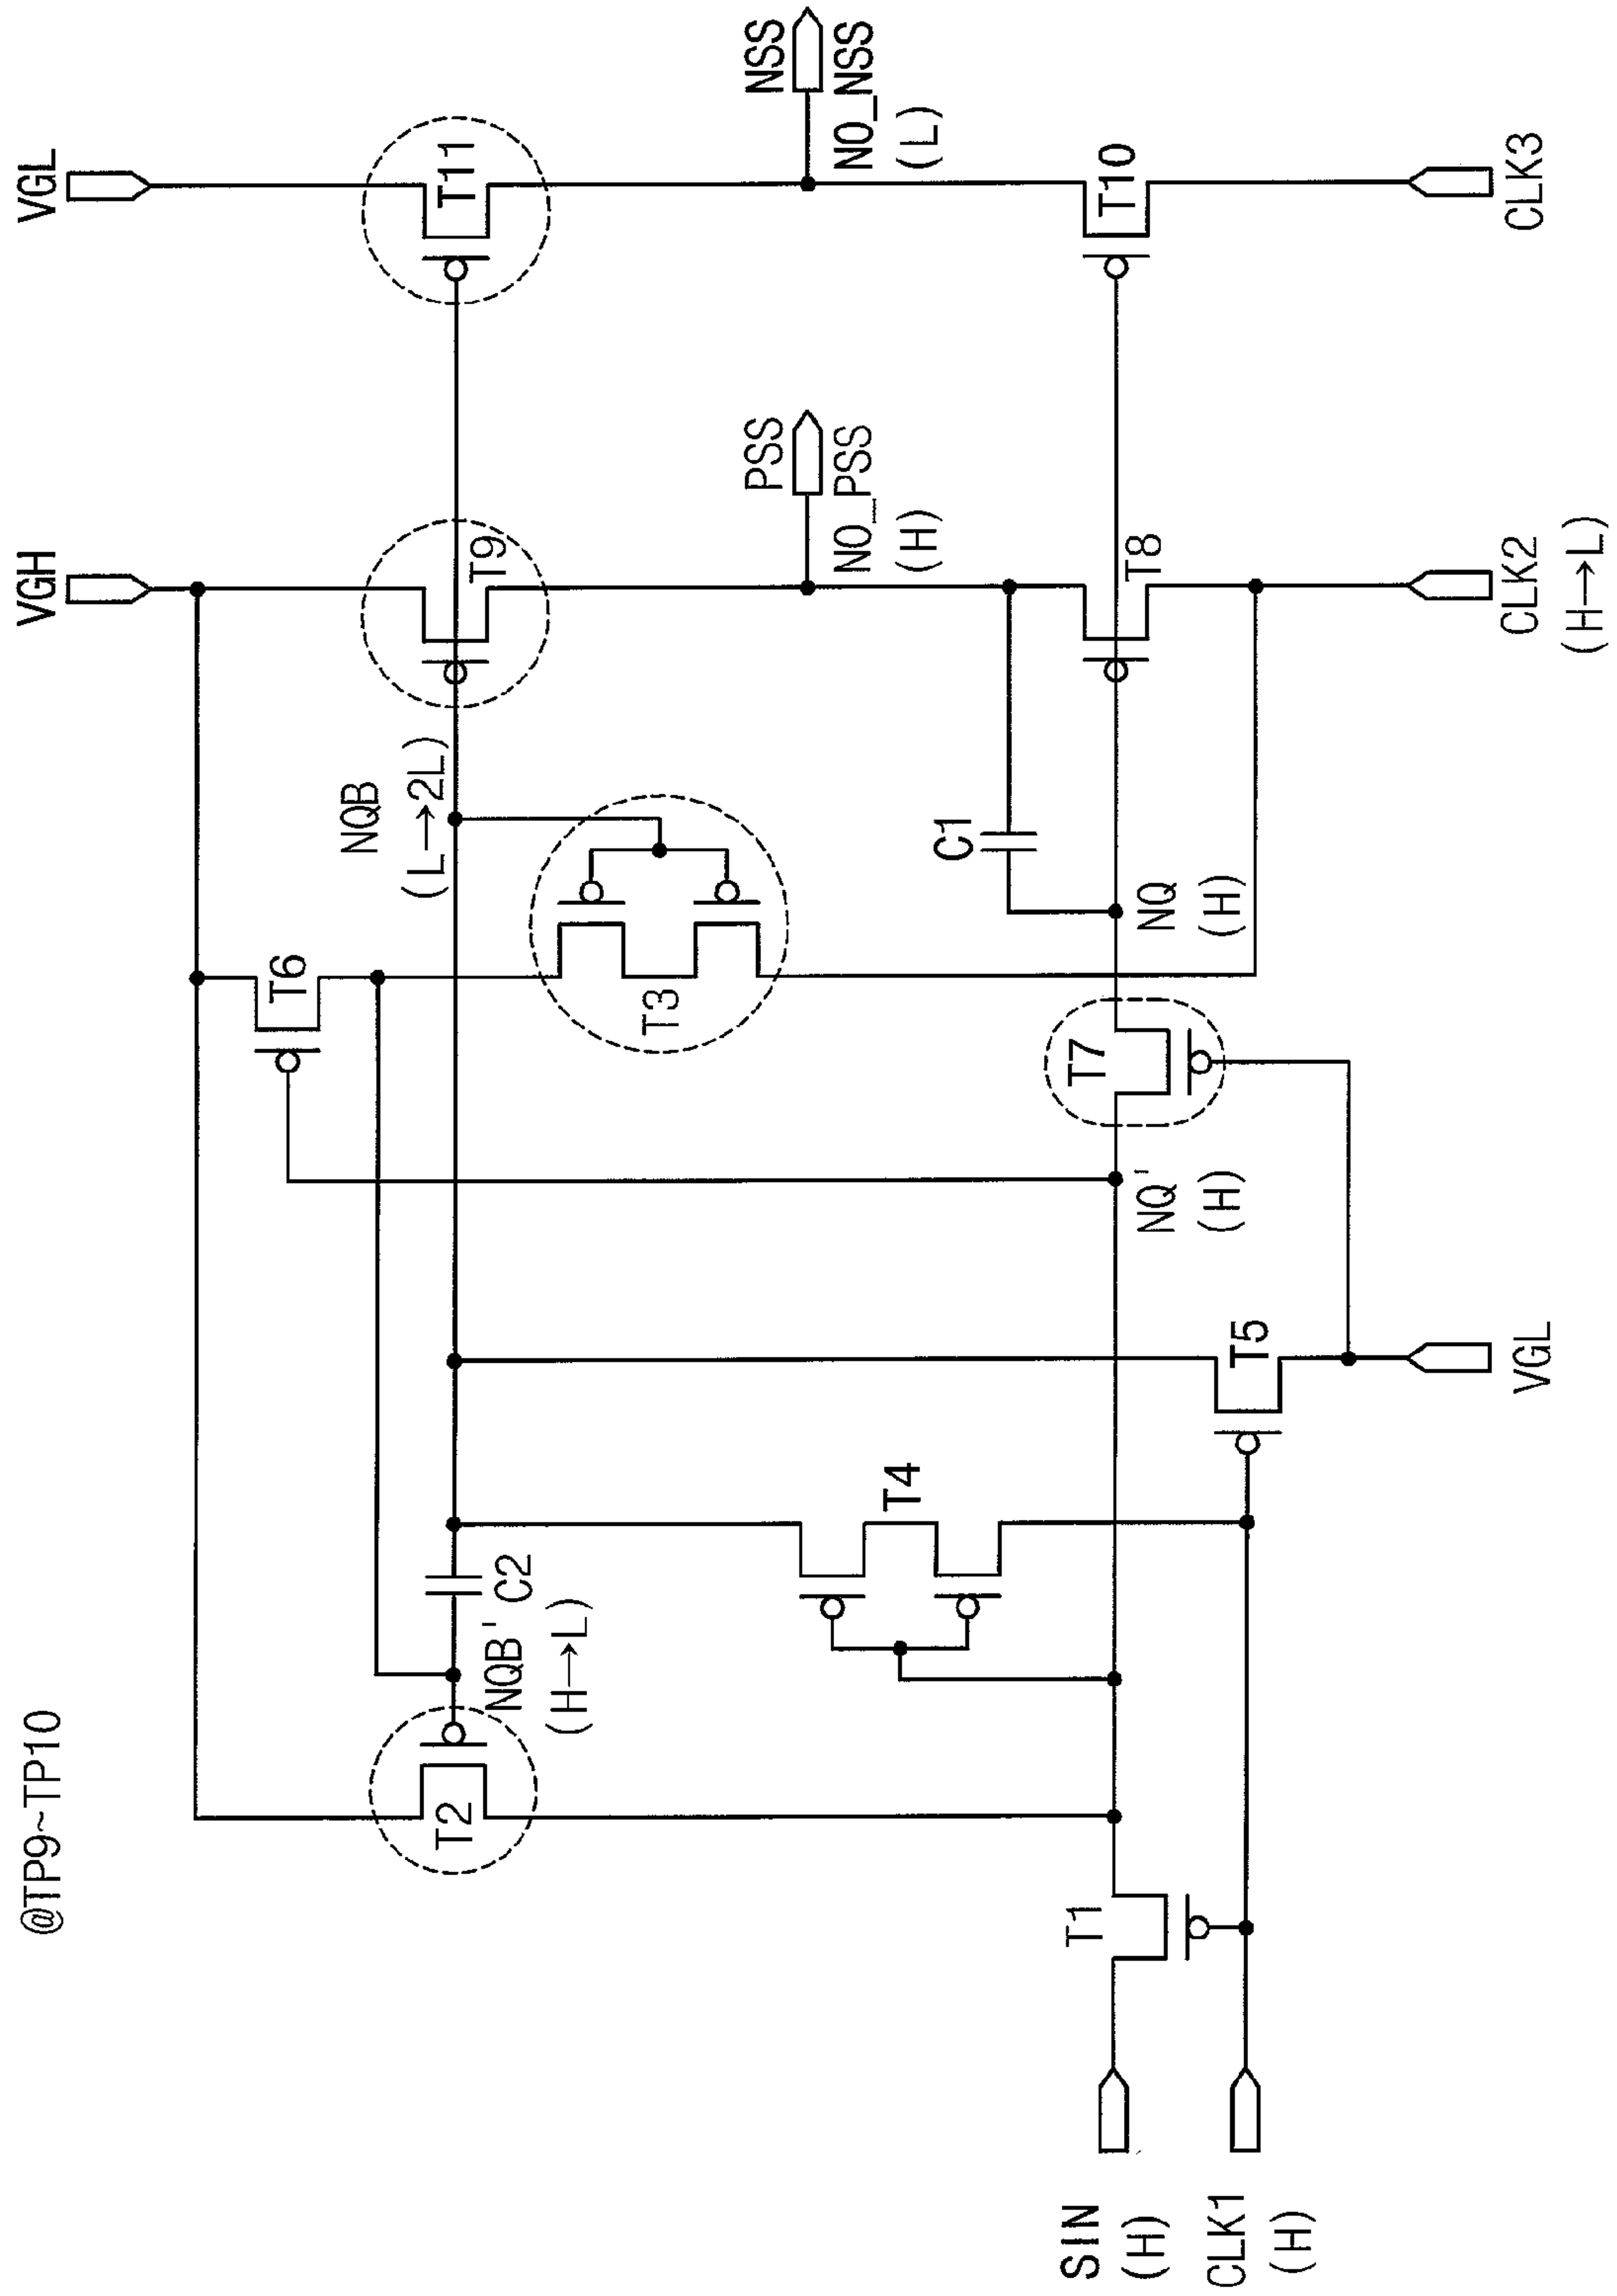 @TP9~TP10
VGH
VGL
T6
NQB
(L→2L)
T2
NQB'
(H→L)
C2
T9
T11
T3
PSS
NO_PSS
(H)
NSS
NO_NSS
(L)
T4
C1
T1
T7
NQ'
(H)
NQ
(H)
T8
T10
SIN
(H)
CLK1
(H)
T5
VGL
CLK2
(H→L)
CLK3